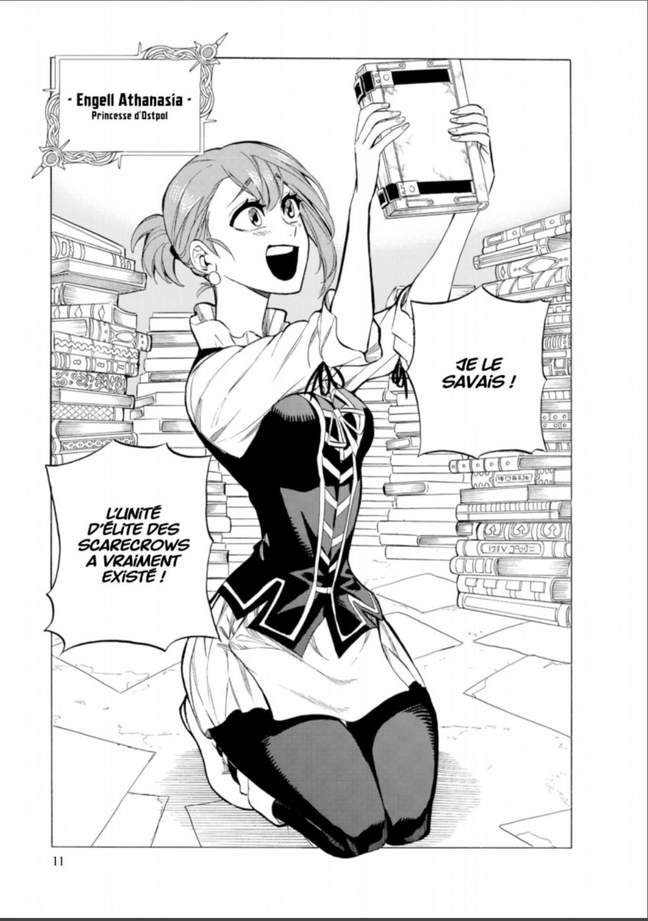 - Engell Athanasia -
Princesse d'Ostpol
JE LE
SAVAIS !
L'UNITÉ
D'ÉLITE DES
SCARECROWS
A VRAIMENT
EXISTÉ !
11